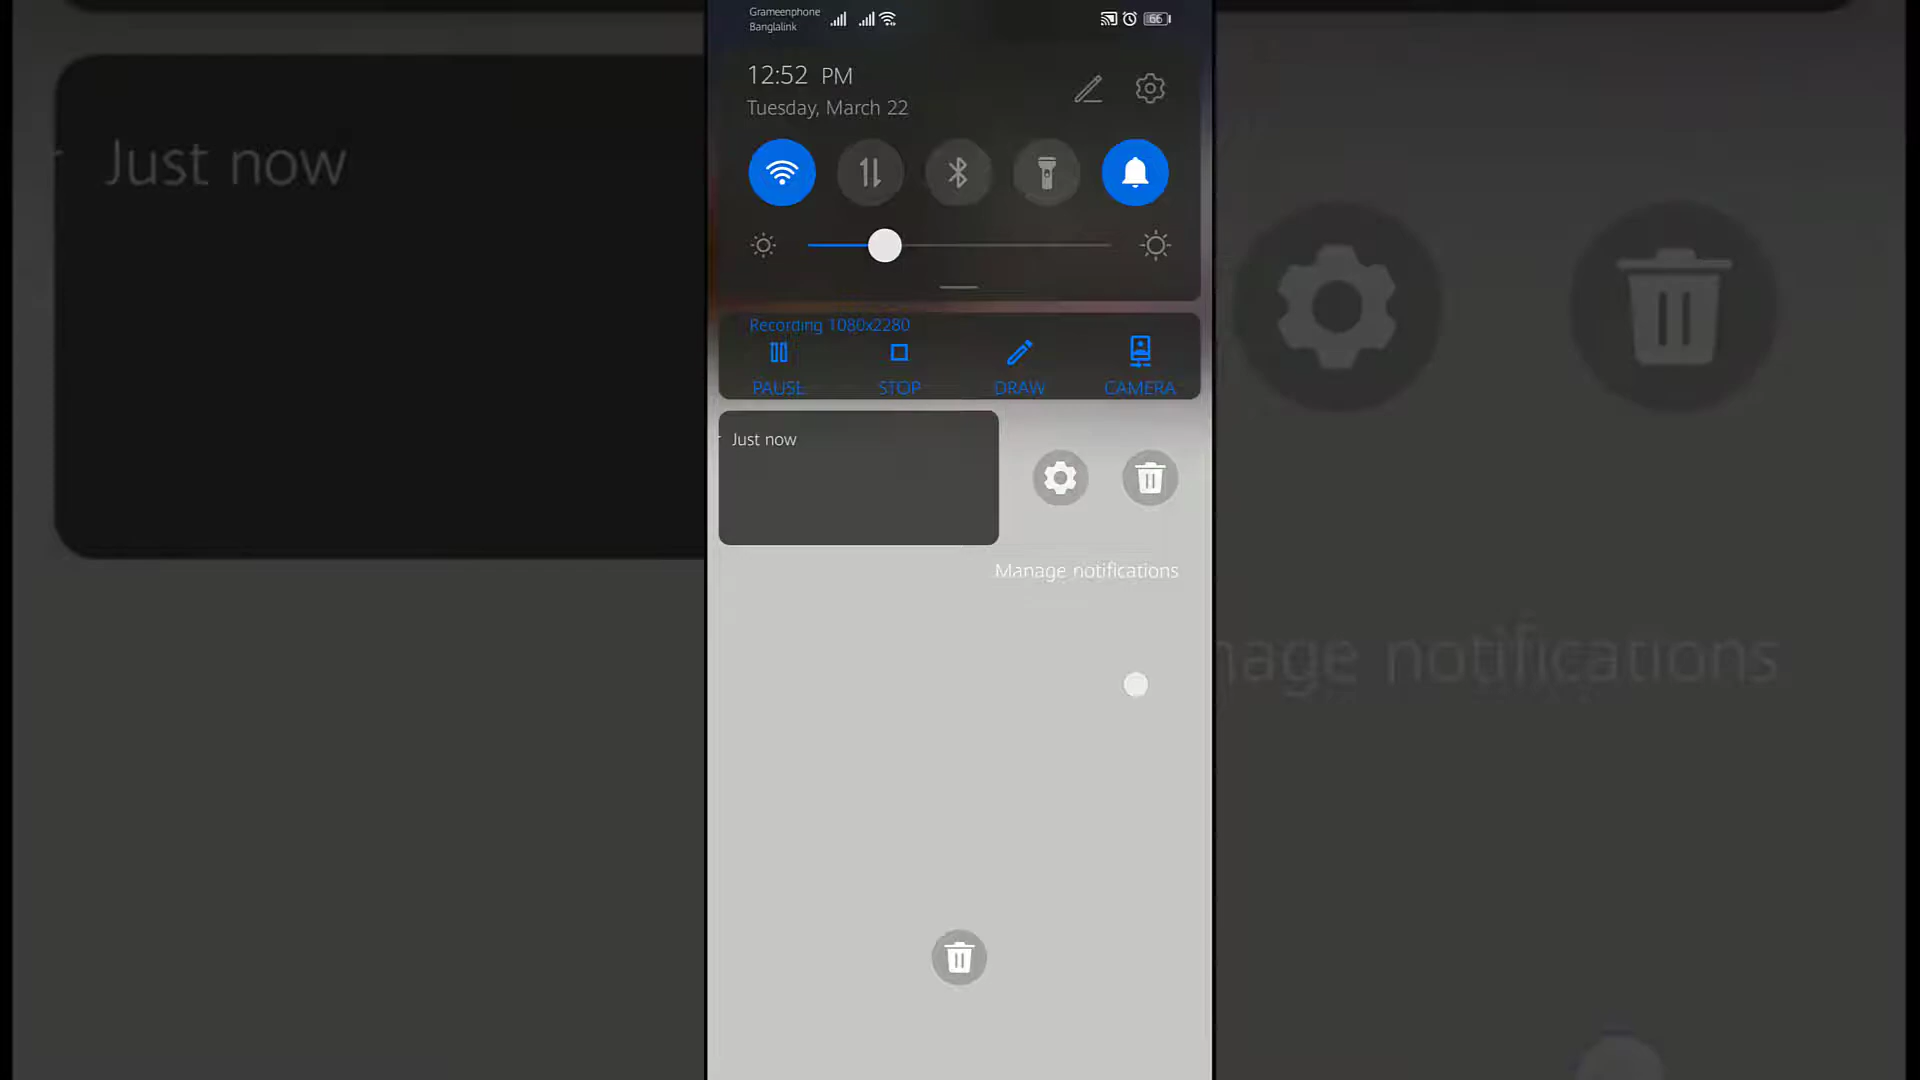 Grameenphone
Banglalink
66
12:52 PM
Tuesday, March 22
Recording 1080x2280
PAUSE
STOP
DRAW
CAMERA
Just now
Manage notifications
Just now
notifications